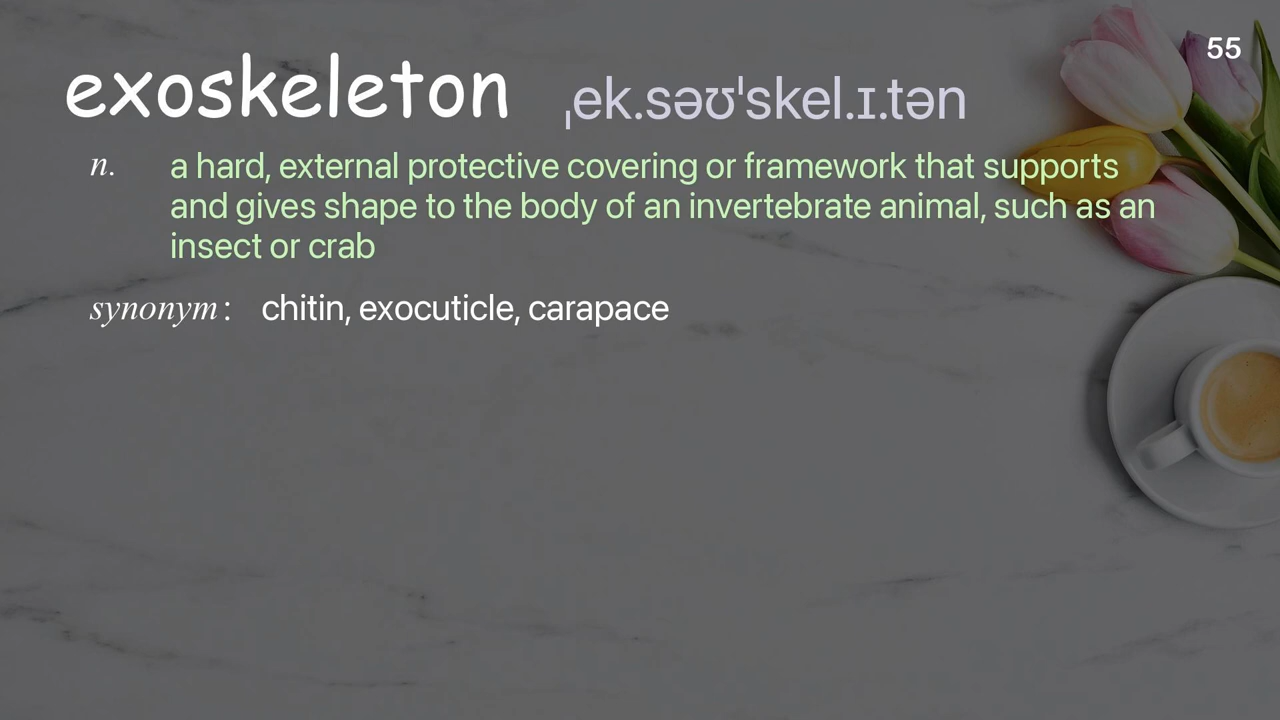 55
exoskeleton ˌek.səʊˈskel.ɪ.tən
n. a hard, external protective covering or framework that supports
and gives shape to the body of an invertebrate animal, such as an
insect or crab
synonym: chitin, exocuticle, carapace